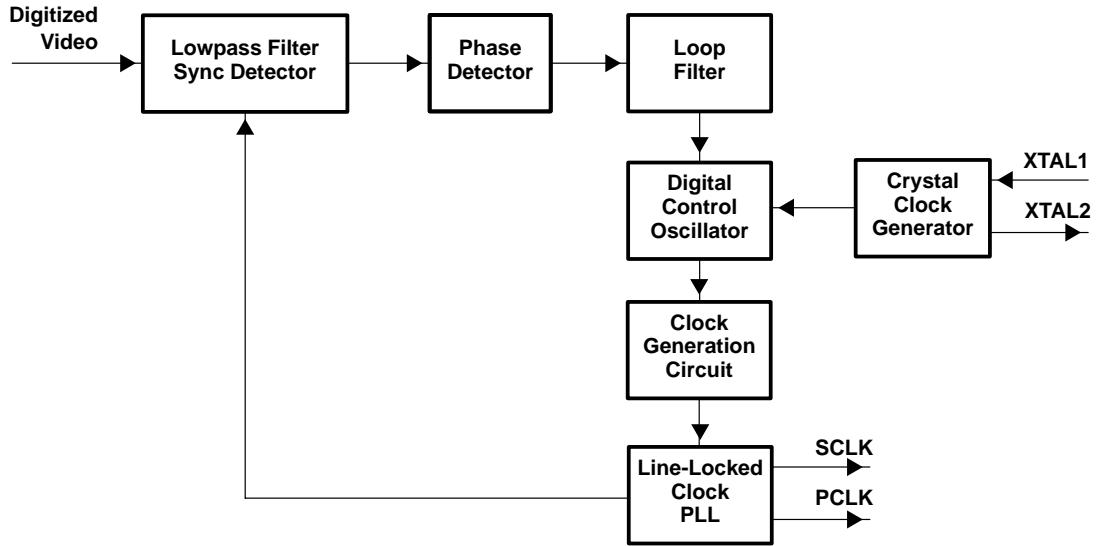 Digitized
Video
Lowpass Filter
Sync Detector
Phase
Detector
Loop
Filter
Digital
Control
Oscillator
Crystal
Clock
Generator
XTAL1
XTAL2
Clock
Generation
Circuit
Line-Locked
Clock
PLL
SCLK
PCLK